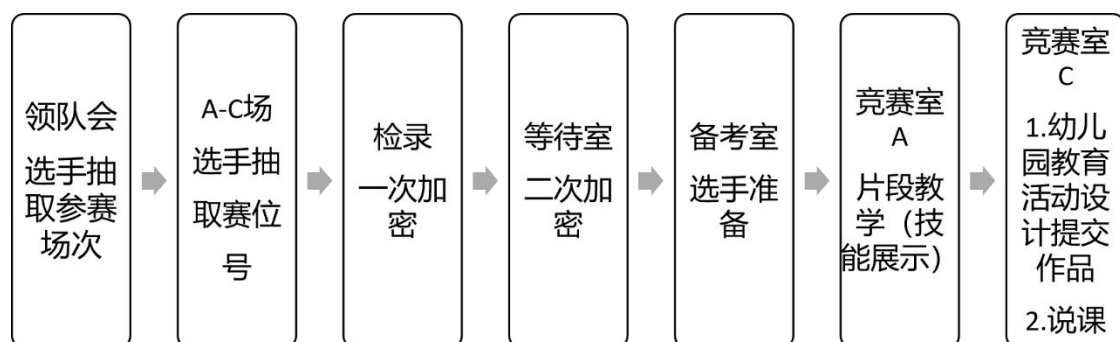 领队会
选手抽
取参赛
场次
A-C场
选手抽
取赛位
号
检录
一次加
密
等待室
二次加
密
备考室
选手准
备
竞赛室
A
片段教
学（技
能展示）
竞赛室
C
1.幼儿
园教育
活动设
计提交
作品
2.说课